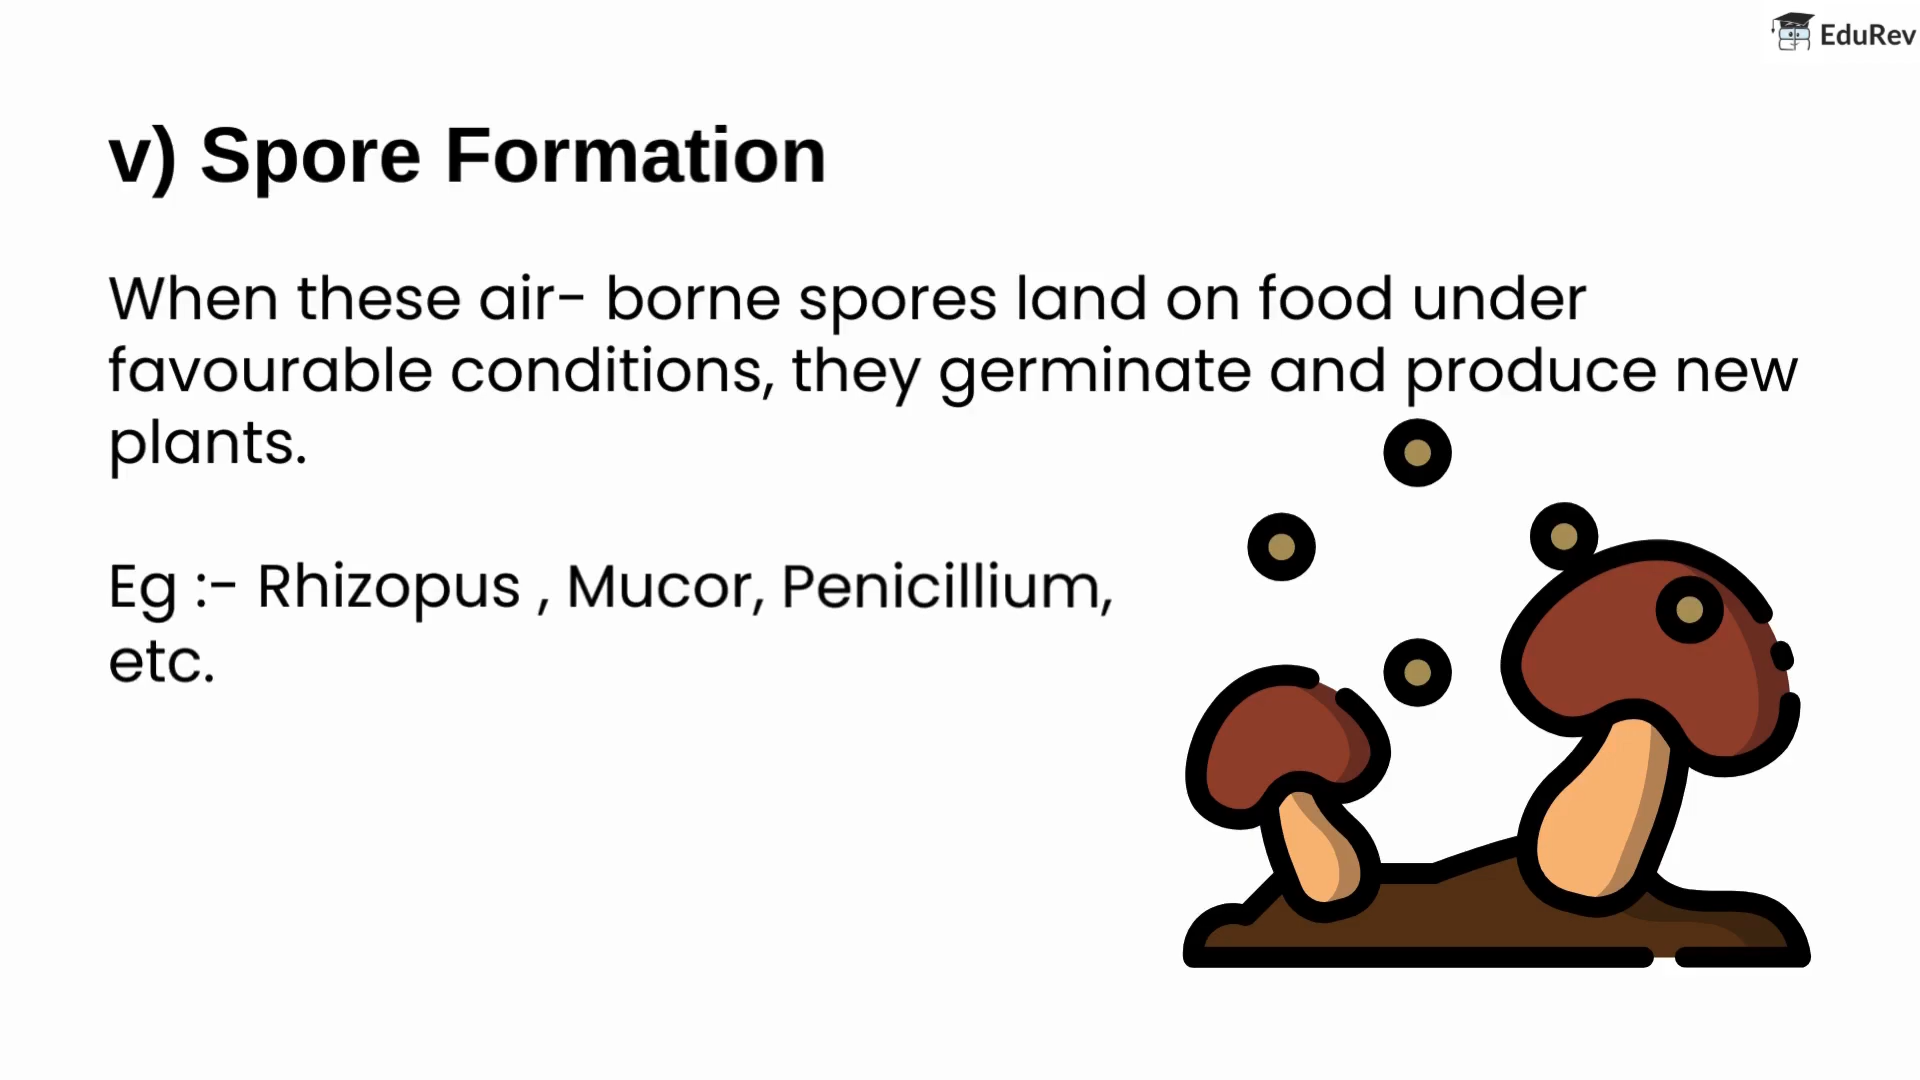 EduRev
v) Spore Formation
When these air- borne spores land on food under
favourable conditions, they germinate and produce new
plants.
Eg :- Rhizopus , Mucor, Penicillium,
etc.